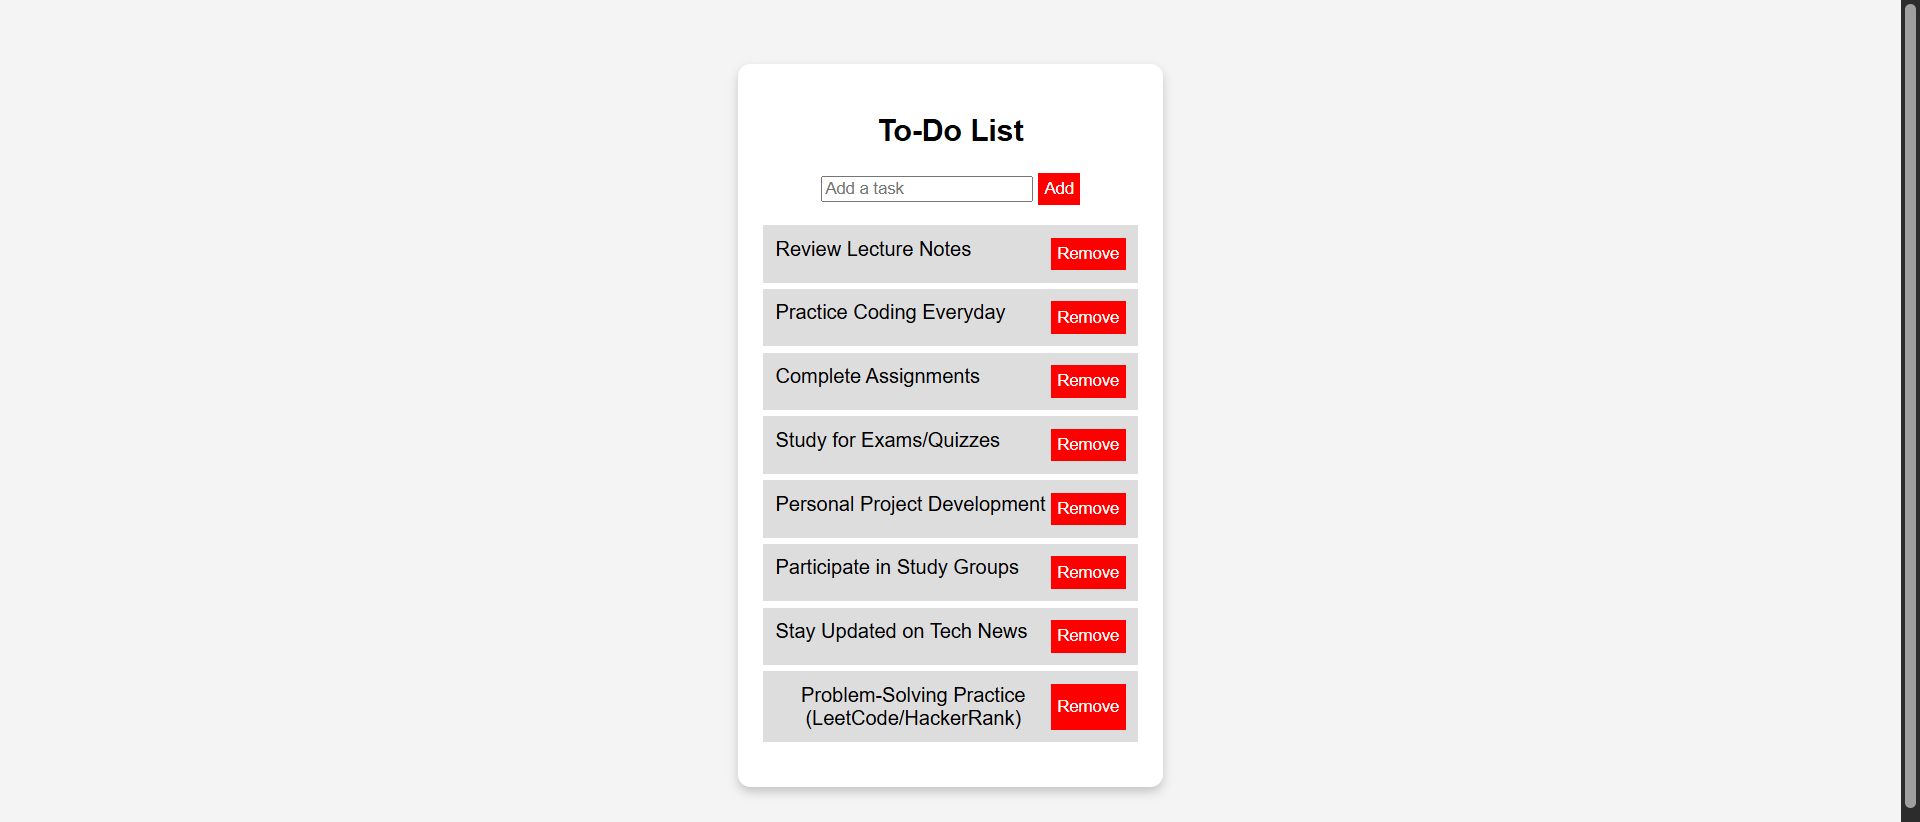 To-Do List
Add a task Add
Review Lecture Notes Remove
Practice Coding Everyday Remove
Complete Assignments Remove
Study for Exams/Quizzes Remove
Personal Project Development Remove
Participate in Study Groups Remove
Stay Updated on Tech News Remove
Problem-Solving Practice
(LeetCode/HackerRank) Remove